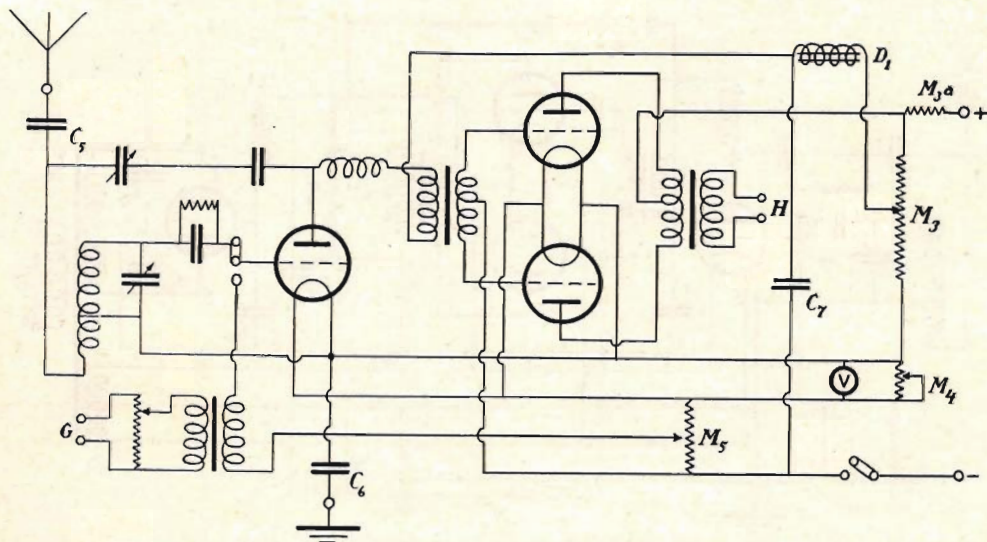 D₁
M₃a
+
C₅
H
M₃
C₇
V
M₄
G
M₅
C₆
-